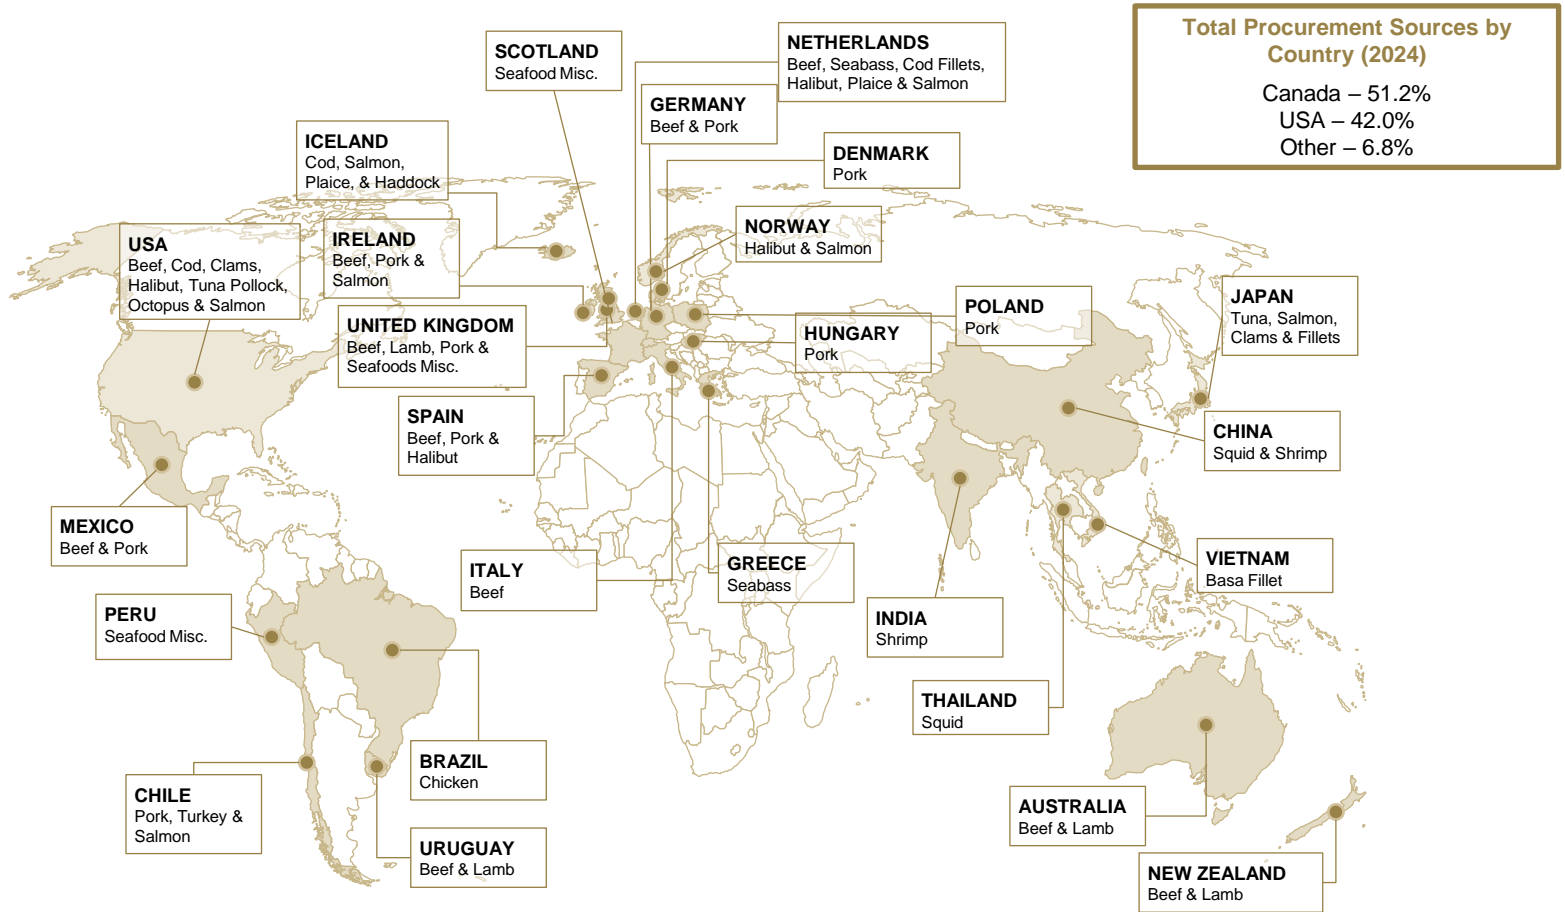 Total Procurement Sources by
Country (2024)
Canada – 51.2%
USA – 42.0%
Other – 6.8%
SCOTLAND
Seafood Misc.
NETHERLANDS
Beef, Seabass, Cod Fillets,
Halibut, Plaice & Salmon
GERMANY
Beef & Pork
ICELAND
Cod, Salmon,
Plaice, & Haddock
DENMARK
Pork
USA
Beef, Cod, Clams,
Halibut, Tuna Pollock,
Octopus & Salmon
IRELAND
Beef, Pork &
Salmon
NORWAY
Halibut & Salmon
UNITED KINGDOM
Beef, Lamb, Pork &
Seafoods Misc.
HUNGARY
Pork
POLAND
Pork
JAPAN
Tuna, Salmon,
Clams & Fillets
SPAIN
Beef, Pork &
Halibut
CHINA
Squid & Shrimp
MEXICO
Beef & Pork
ITALY
Beef
GREECE
Seabass
VIETNAM
Basa Fillet
PERU
Seafood Misc.
INDIA
Shrimp
THAILAND
Squid
BRAZIL
Chicken
CHILE
Pork, Turkey &
Salmon
AUSTRALIA
Beef & Lamb
URUGUAY
Beef & Lamb
NEW ZEALAND
Beef & Lamb